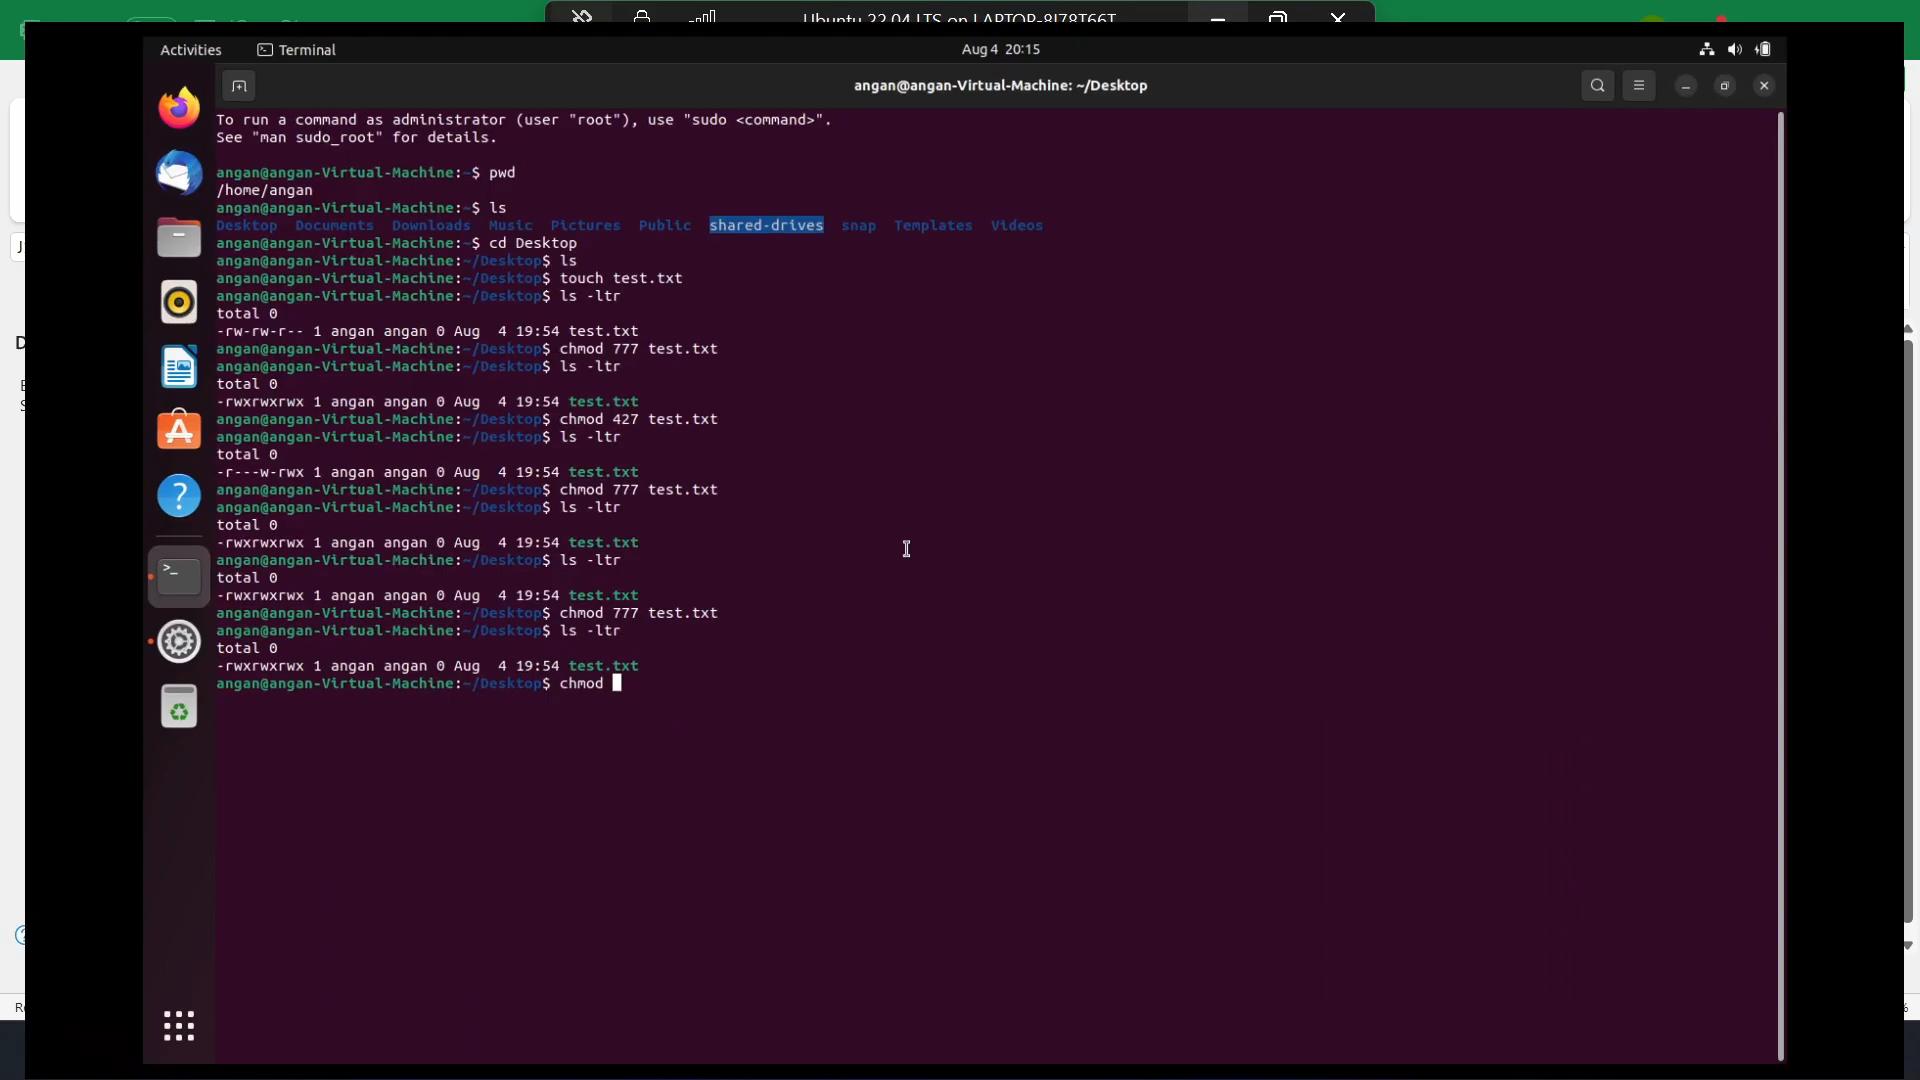 Ubuntu 22.04 LTS on LAPTOP-8J78T66T
Activities Terminal Aug 4 20:15
angan@angan-Virtual-Machine: ~/Desktop
To run a command as administrator (user "root"), use "sudo <command>".
See "man sudo_root" for details.
angan@angan-Virtual-Machine:~$ pwd
/home/angan
angan@angan-Virtual-Machine:~$ ls
Desktop Documents Downloads Music Pictures Public shared-drives snap Templates Videos
angan@angan-Virtual-Machine:~$ cd Desktop
angan@angan-Virtual-Machine:~/Desktop$ ls
angan@angan-Virtual-Machine:~/Desktop$ touch test.txt
angan@angan-Virtual-Machine:~/Desktop$ ls -ltr
total 0
-rw-rw-r-- 1 angan angan 0 Aug  4 19:54 test.txt
angan@angan-Virtual-Machine:~/Desktop$ chmod 777 test.txt
angan@angan-Virtual-Machine:~/Desktop$ ls -ltr
total 0
-rwxrwxrwx 1 angan angan 0 Aug  4 19:54 test.txt
angan@angan-Virtual-Machine:~/Desktop$ chmod 427 test.txt
angan@angan-Virtual-Machine:~/Desktop$ ls -ltr
total 0
-r---w-rwx 1 angan angan 0 Aug  4 19:54 test.txt
angan@angan-Virtual-Machine:~/Desktop$ chmod 777 test.txt
angan@angan-Virtual-Machine:~/Desktop$ ls -ltr
total 0
-rwxrwxrwx 1 angan angan 0 Aug  4 19:54 test.txt
angan@angan-Virtual-Machine:~/Desktop$ ls -ltr
total 0
-rwxrwxrwx 1 angan angan 0 Aug  4 19:54 test.txt
angan@angan-Virtual-Machine:~/Desktop$ chmod 777 test.txt
angan@angan-Virtual-Machine:~/Desktop$ ls -ltr
total 0
-rwxrwxrwx 1 angan angan 0 Aug  4 19:54 test.txt
angan@angan-Virtual-Machine:~/Desktop$ chmod